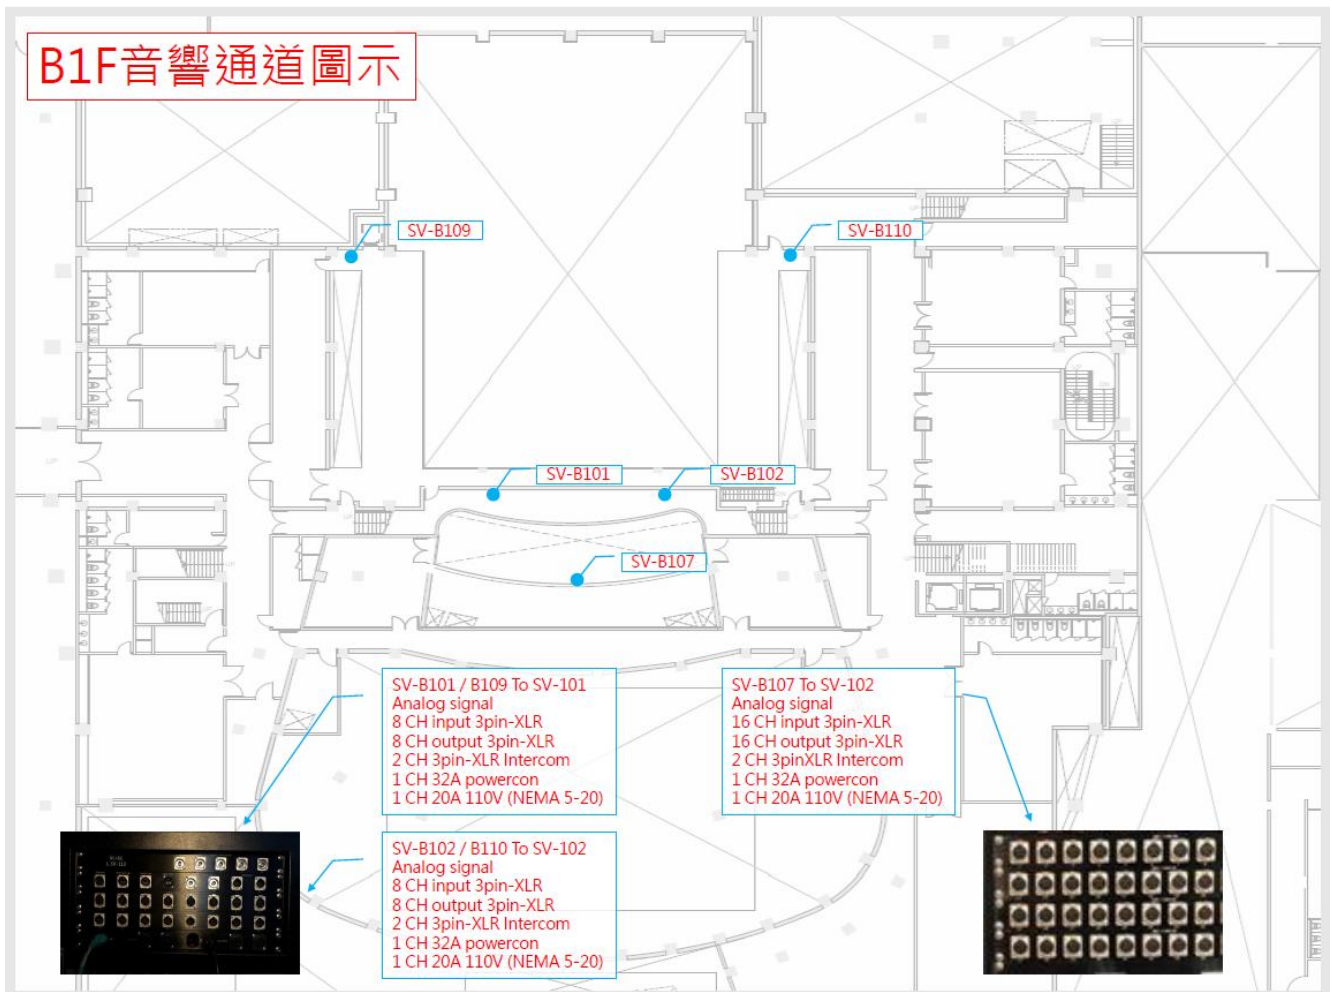 B1F音響通道圖示
SV-B109
SV-B110
SV-B101
SV-B102
SV-B107
SV-B101 / B109 To SV-101
Analog signal
8 CH input 3pin-XLR
8 CH output 3pin-XLR
2 CH 3pin-XLR Intercom
1 CH 32A powercon
1 CH 20A 110V (NEMA 5-20)
SV-B107 To SV-102
Analog signal
16 CH input 3pin-XLR
16 CH output 3pin-XLR
2 CH 3pinXLR Intercom
1 CH 32A powercon
1 CH 20A 110V (NEMA 5-20)
SV-B102 / B110 To SV-102
Analog signal
8 CH input 3pin-XLR
8 CH output 3pin-XLR
2 CH 3pin-XLR Intercom
1 CH 32A powercon
1 CH 20A 110V (NEMA 5-20)